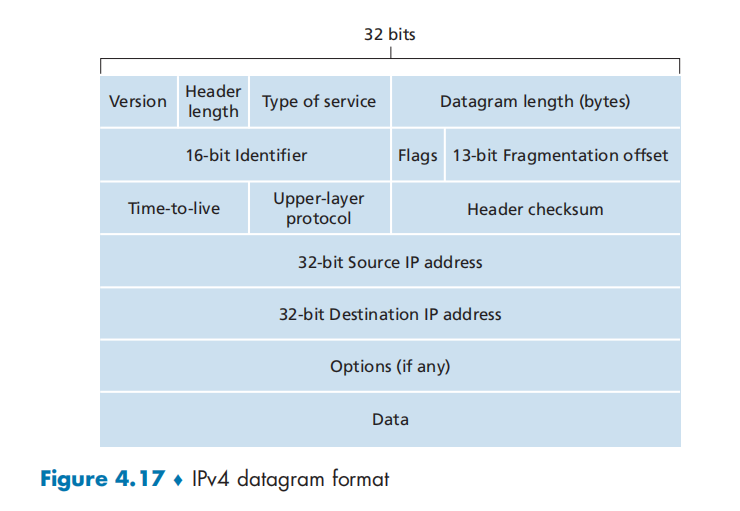 32 bits
Version
Header
length
Type of service
Datagram length (bytes)
16-bit Identifier
Flags
13-bit Fragmentation offset
Time-to-live
Upper-layer
protocol
Header checksum
32-bit Source IP address
32-bit Destination IP address
Options (if any)
Data
Figure 4.17 ♦ IPv4 datagram format